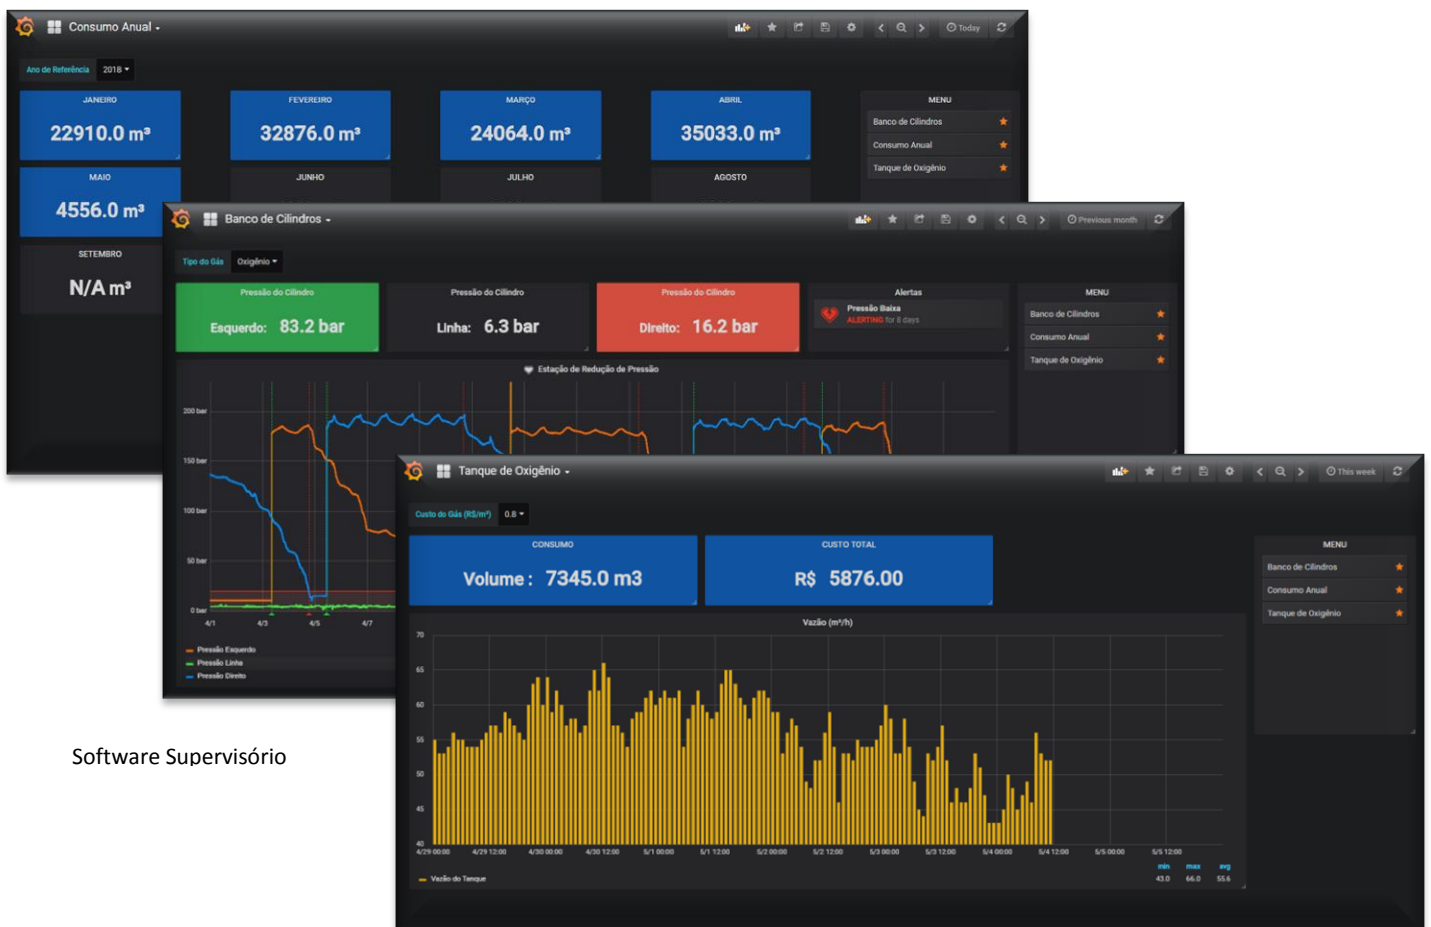 Consumo Anual
Today
Ano de Referência 2018
JANEIRO
22910.0 m³
FEVEREIRO
32876.0 m³
MARÇO
24064.0 m³
ABRIL
35033.0 m³
MENU
Banco de Cilindros
Consumo Anual
Tanque de Oxigênio
MAIO
4556.0 m³
JUNHO
JULHO
AGOSTO
SETEMBRO
N/A m³
Banco de Cilindros
Previous month
Tipo do Gás Oxigênio
Pressão do Cilindro
Esquerdo: 83.2 bar
Pressão do Cilindro
Linha: 6.3 bar
Pressão do Cilindro
Direito: 16.2 bar
Alertas
Pressão Baixa
ALERTING for 8 days
MENU
Banco de Cilindros
Consumo Anual
Tanque de Oxigênio
Estação de Redução de Pressão
200 bar
150 bar
100 bar
50 bar
0 bar
4/1 4/3 4/5 4/7
Pressão Esquerdo
Pressão Linha
Pressão Direito
Tanque de Oxigênio
This week
Custo do Gás (R$/m³) 0.8
CONSUMO
Volume : 7345.0 m3
CUSTO TOTAL
R$ 5876.00
MENU
Banco de Cilindros
Consumo Anual
Tanque de Oxigênio
Vazão (m³/h)
70
65
60
55
50
45
40
4/29 00:00 4/29 12:00 4/30 00:00 4/30 12:00 5/1 00:00 5/1 12:00 5/2 00:00 5/2 12:00 5/3 00:00 5/3 12:00 5/4 00:00 5/4 12:00 5/5 00:00 5/5 12:00
min max avg
Vazão do Tanque 43.0 66.0 55.6
Software Supervisório